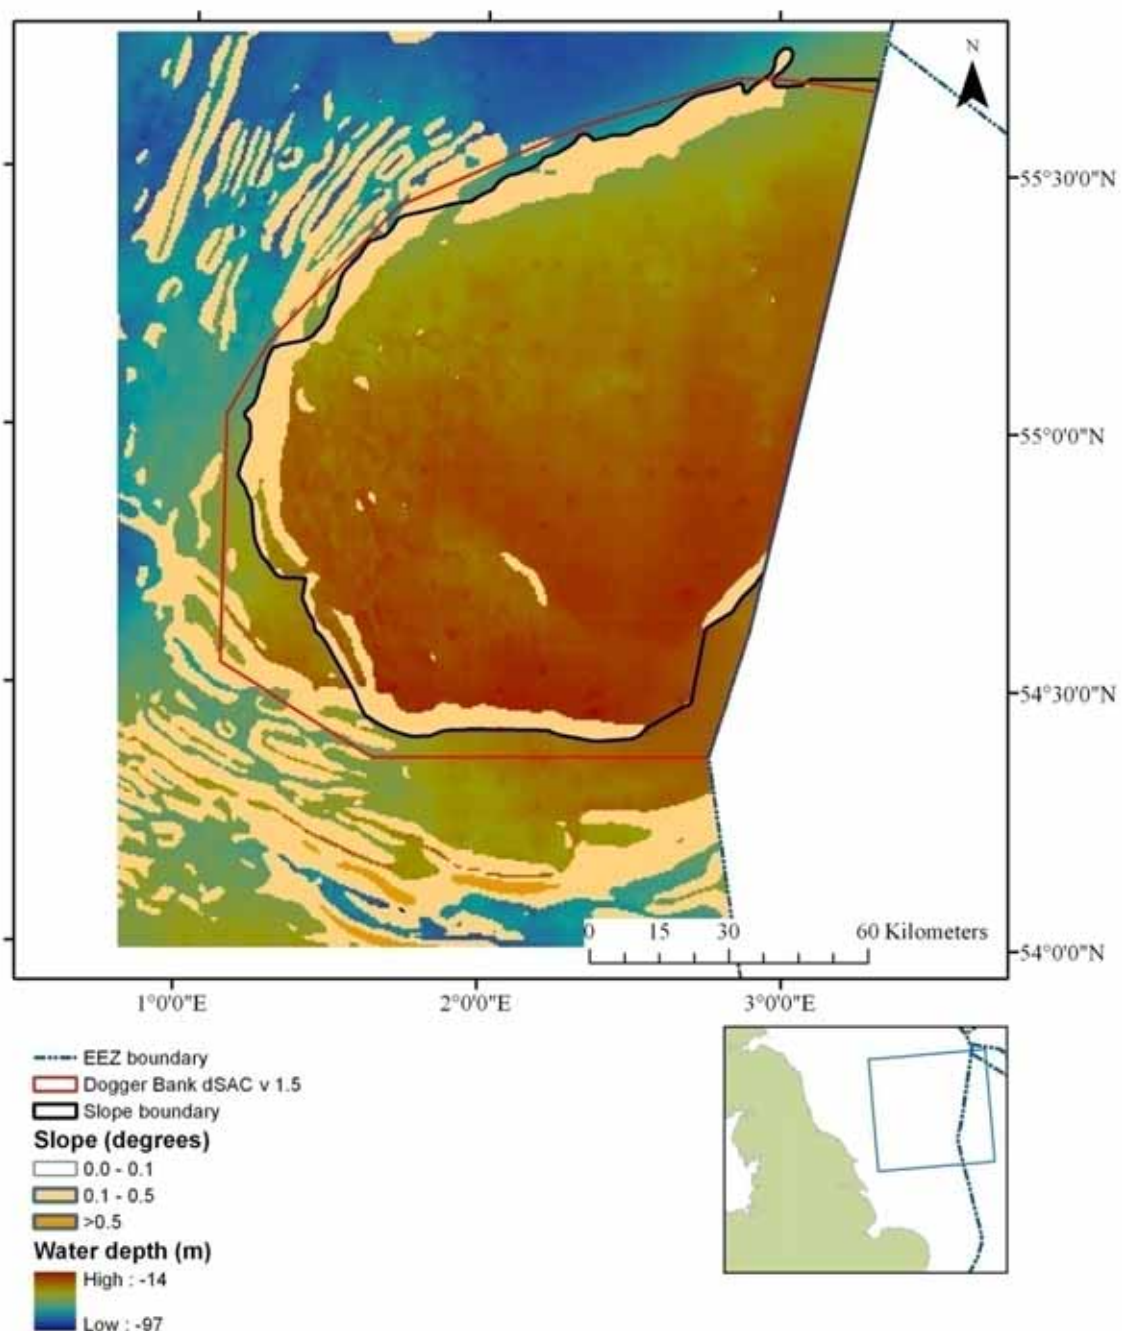 N
55°30'0"N
55°0'0"N
54°30'0"N
0 15 30 60 Kilometers
54°0'0"N
1°0'0"E 2°0'0"E 3°0'0"E
EEZ boundary
Dogger Bank dSAC v 1.5
Slope boundary
Slope (degrees)
0.0 - 0.1
0.1 - 0.5
>0.5
Water depth (m)
High : -14
Low : -97